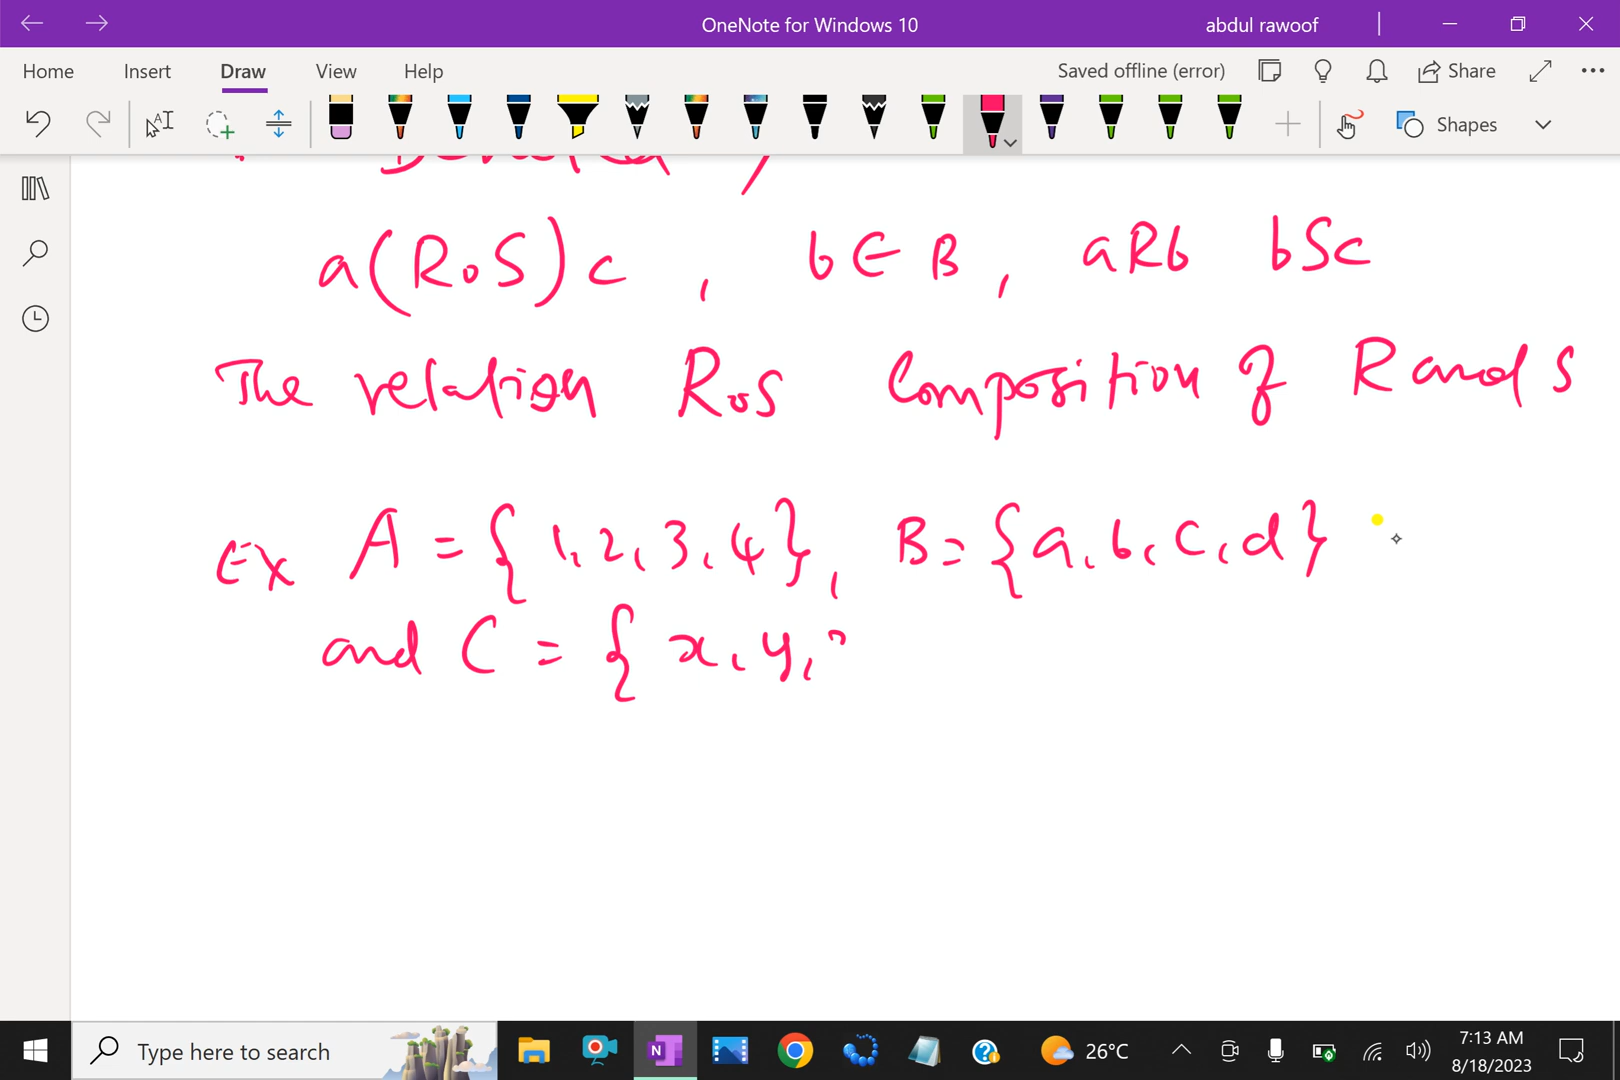 OneNote for Windows 10
abdul rawoof
Home Insert Draw View Help
Saved offline (error) Share
Shapes
a(RoS)c , b∈B, aRb bSc
The relation RoS Composition of R and S
Ex A = {1, 2, 3, 4}, B = {a, b, c, d}
and C = { x, y,
Type here to search
26°C
7:13 AM
8/18/2023